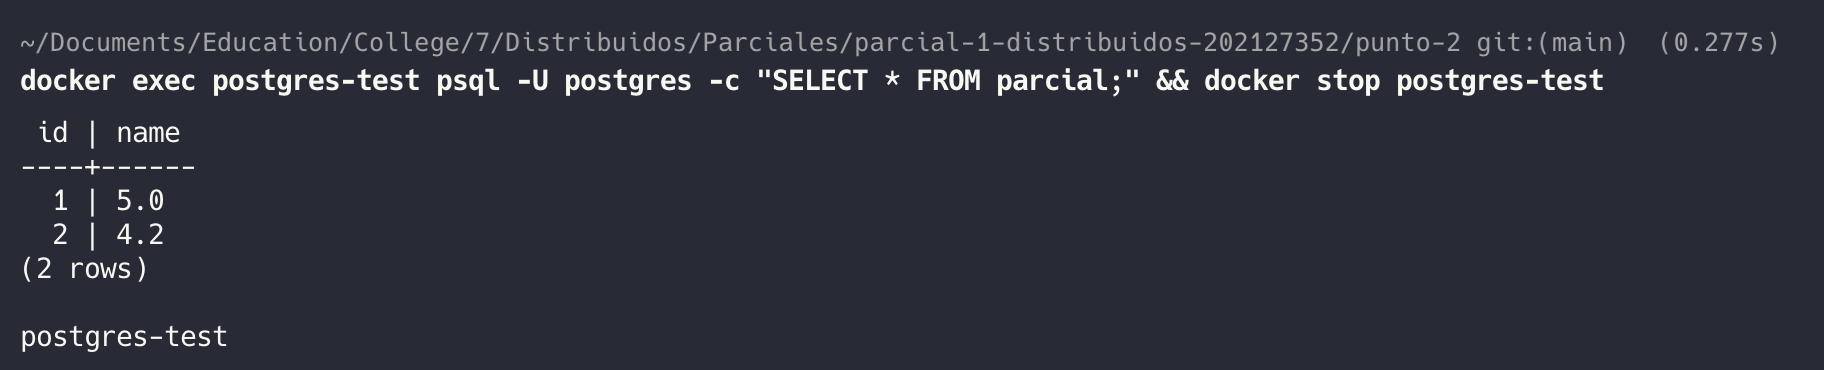 ~/Documents/Education/College/7/Distribuidos/Parciales/parcial-1-distribuidos-202127352/punto-2 git:(main)  (0.277s)
docker exec postgres-test psql -U postgres -c "SELECT * FROM parcial;" && docker stop postgres-test
 id | name
----+------
  1 | 5.0
  2 | 4.2
(2 rows)
postgres-test